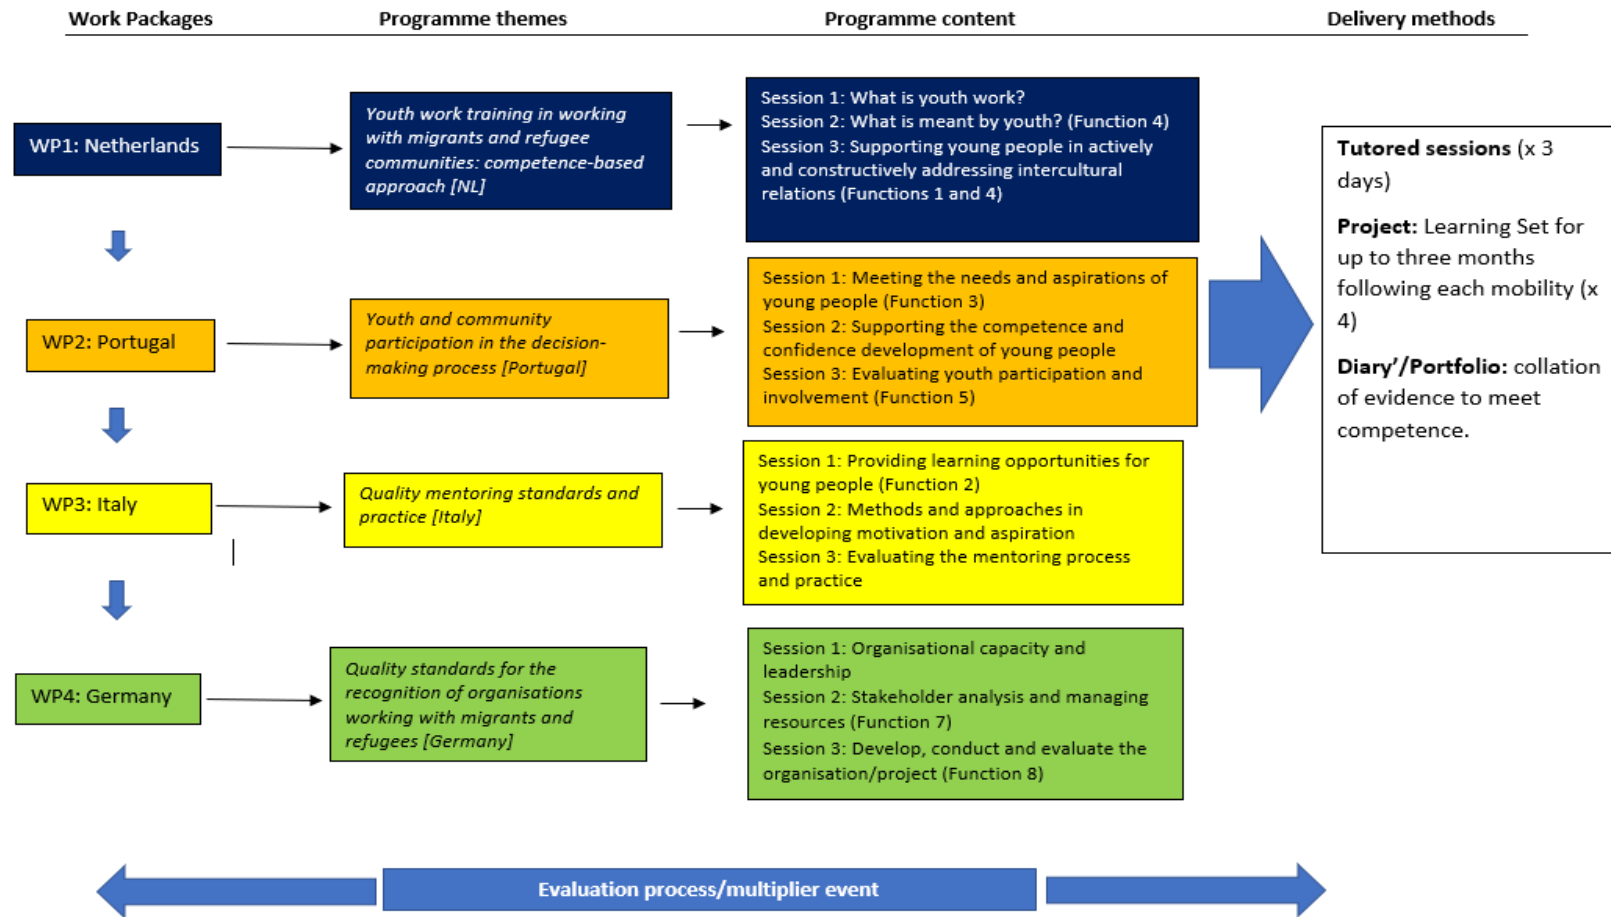 Work Packages
Programme themes
Programme content
Delivery methods
WP1: Netherlands
Youth work training in working
with migrants and refugee
communities: competence-based
approach [NL]
Session 1: What is youth work?
Session 2: What is meant by youth? (Function 4)
Session 3: Supporting young people in actively
and constructively addressing intercultural
relations (Functions 1 and 4)
WP2: Portugal
Youth and community
participation in the decision-
making process [Portugal]
Session 1: Meeting the needs and aspirations of
young people (Function 3)
Session 2: Supporting the competence and
confidence development of young people
Session 3: Evaluating youth participation and
involvement (Function 5)
WP3: Italy
Quality mentoring standards and
practice [Italy]
Session 1: Providing learning opportunities for
young people (Function 2)
Session 2: Methods and approaches in
developing motivation and aspiration
Session 3: Evaluating the mentoring process
and practice
WP4: Germany
Quality standards for the
recognition of organisations
working with migrants and
refugees [Germany]
Session 1: Organisational capacity and
leadership
Session 2: Stakeholder analysis and managing
resources (Function 7)
Session 3: Develop, conduct and evaluate the
organisation/project (Function 8)
Tutored sessions (x 3
days)
Project: Learning Set for
up to three months
following each mobility (x
4)
Diary'/Portfolio: collation
of evidence to meet
competence.
Evaluation process/multiplier event